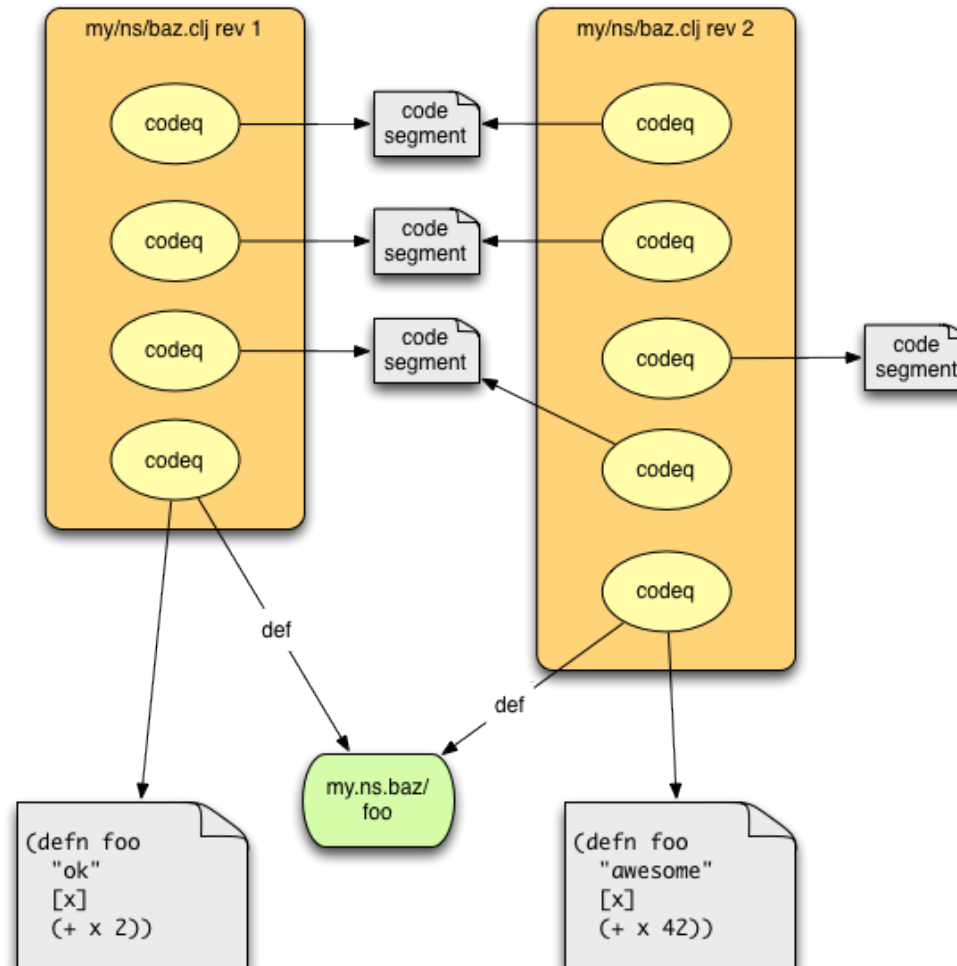 my/ns/baz.clj rev 1
my/ns/baz.clj rev 2
codeq
code
segment
codeq
codeq
code
segment
codeq
codeq
code
segment
codeq
code
segment
codeq
codeq
codeq
def
def
my.ns.baz/
foo
(defn foo
"ok"
[x]
(+ x 2))
(defn foo
"awesome"
[x]
(+ x 42))